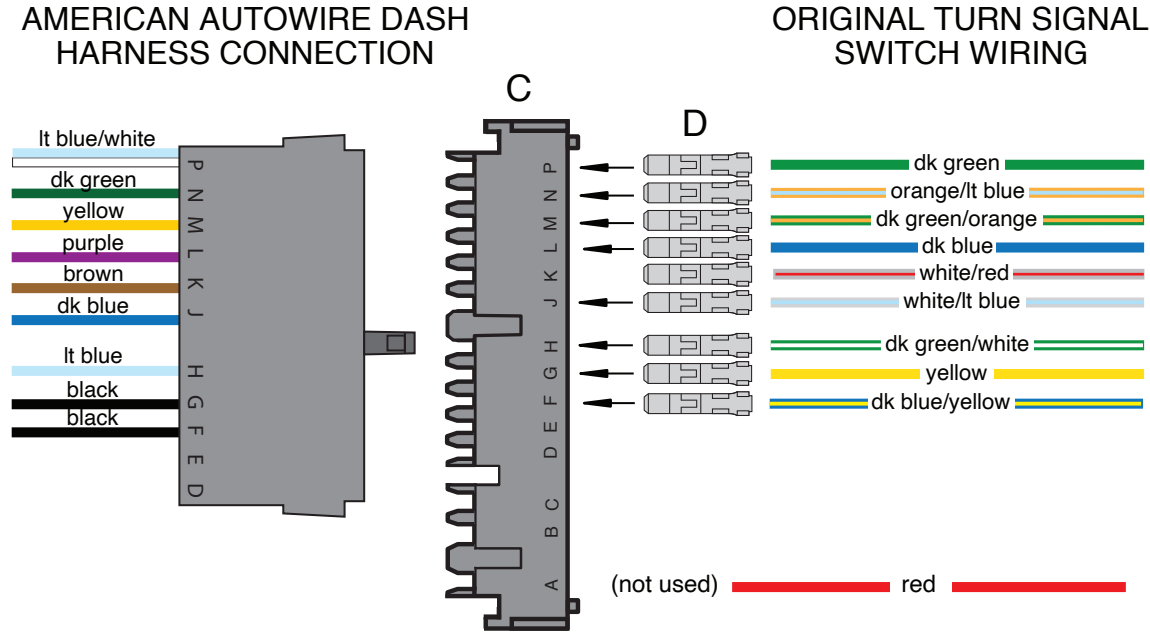 AMERICAN AUTOWIRE DASH
HARNESS CONNECTION
ORIGINAL TURN SIGNAL
SWITCH WIRING
C
D
lt blue/white
dk green
yellow
purple
brown
dk blue
lt blue
black
black
P
N
M
L
K
J
H
G
F
E
D
P
N
M
L
K
J
H
G
F
E
D
C
B
A
dk green
orange/lt blue
dk green/orange
dk blue
white/red
white/lt blue
dk green/white
yellow
dk blue/yellow
(not used) red